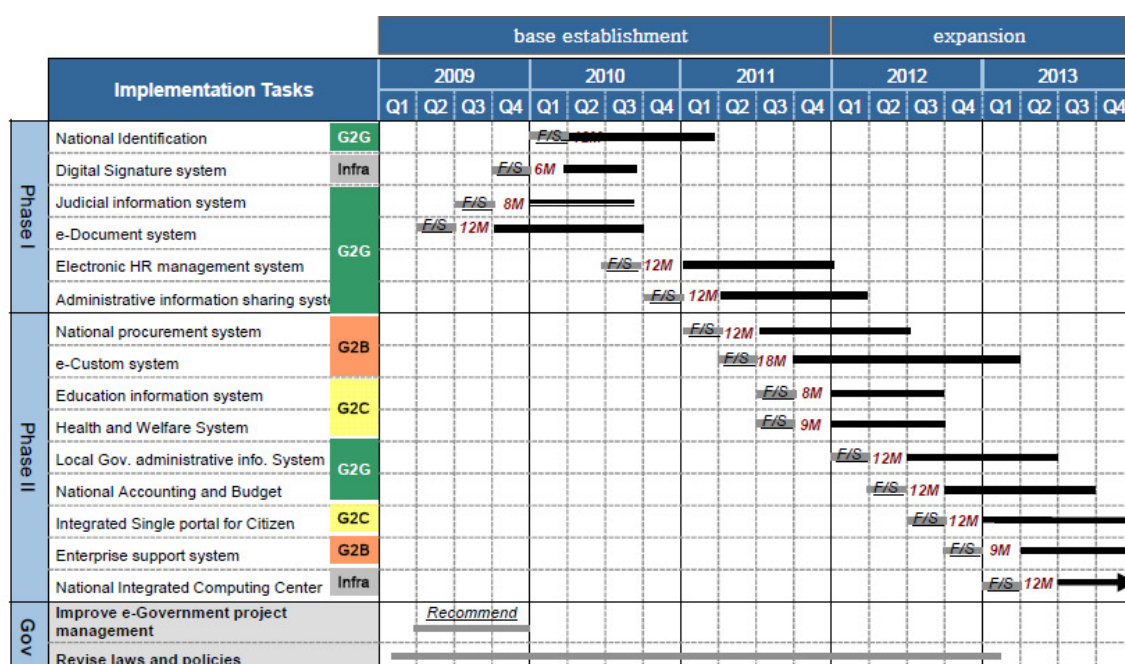 base establishment
expansion
Implementation Tasks
2009
2010
2011
2012
2013
Q1 Q2 Q3 Q4 Q1 Q2 Q3 Q4 Q1 Q2 Q3 Q4 Q1 Q2 Q3 Q4 Q1 Q2 Q3 Q4
Phase I
National Identification
G2G
F/S 12M
Digital Signature system
Infra
F/S 6M
Judicial information system
F/S 8M
e-Document system
F/S 12M
G2G
Electronic HR management system
F/S 12M
Administrative information sharing syste
F/S 12M
Phase II
National procurement system
F/S 12M
G2B
e-Custom system
F/S 18M
Education information system
F/S 8M
G2C
Health and Welfare System
F/S 9M
Local Gov. administrative info. System
F/S 12M
G2G
National Accounting and Budget
F/S 12M
Integrated Single portal for Citizen
G2C
F/S 12M
Enterprise support system
G2B
F/S 9M
National Integrated Computing Center
Infra
F/S 12M
Gov
Improve e-Government project
management
Recommend
Revise laws and policies